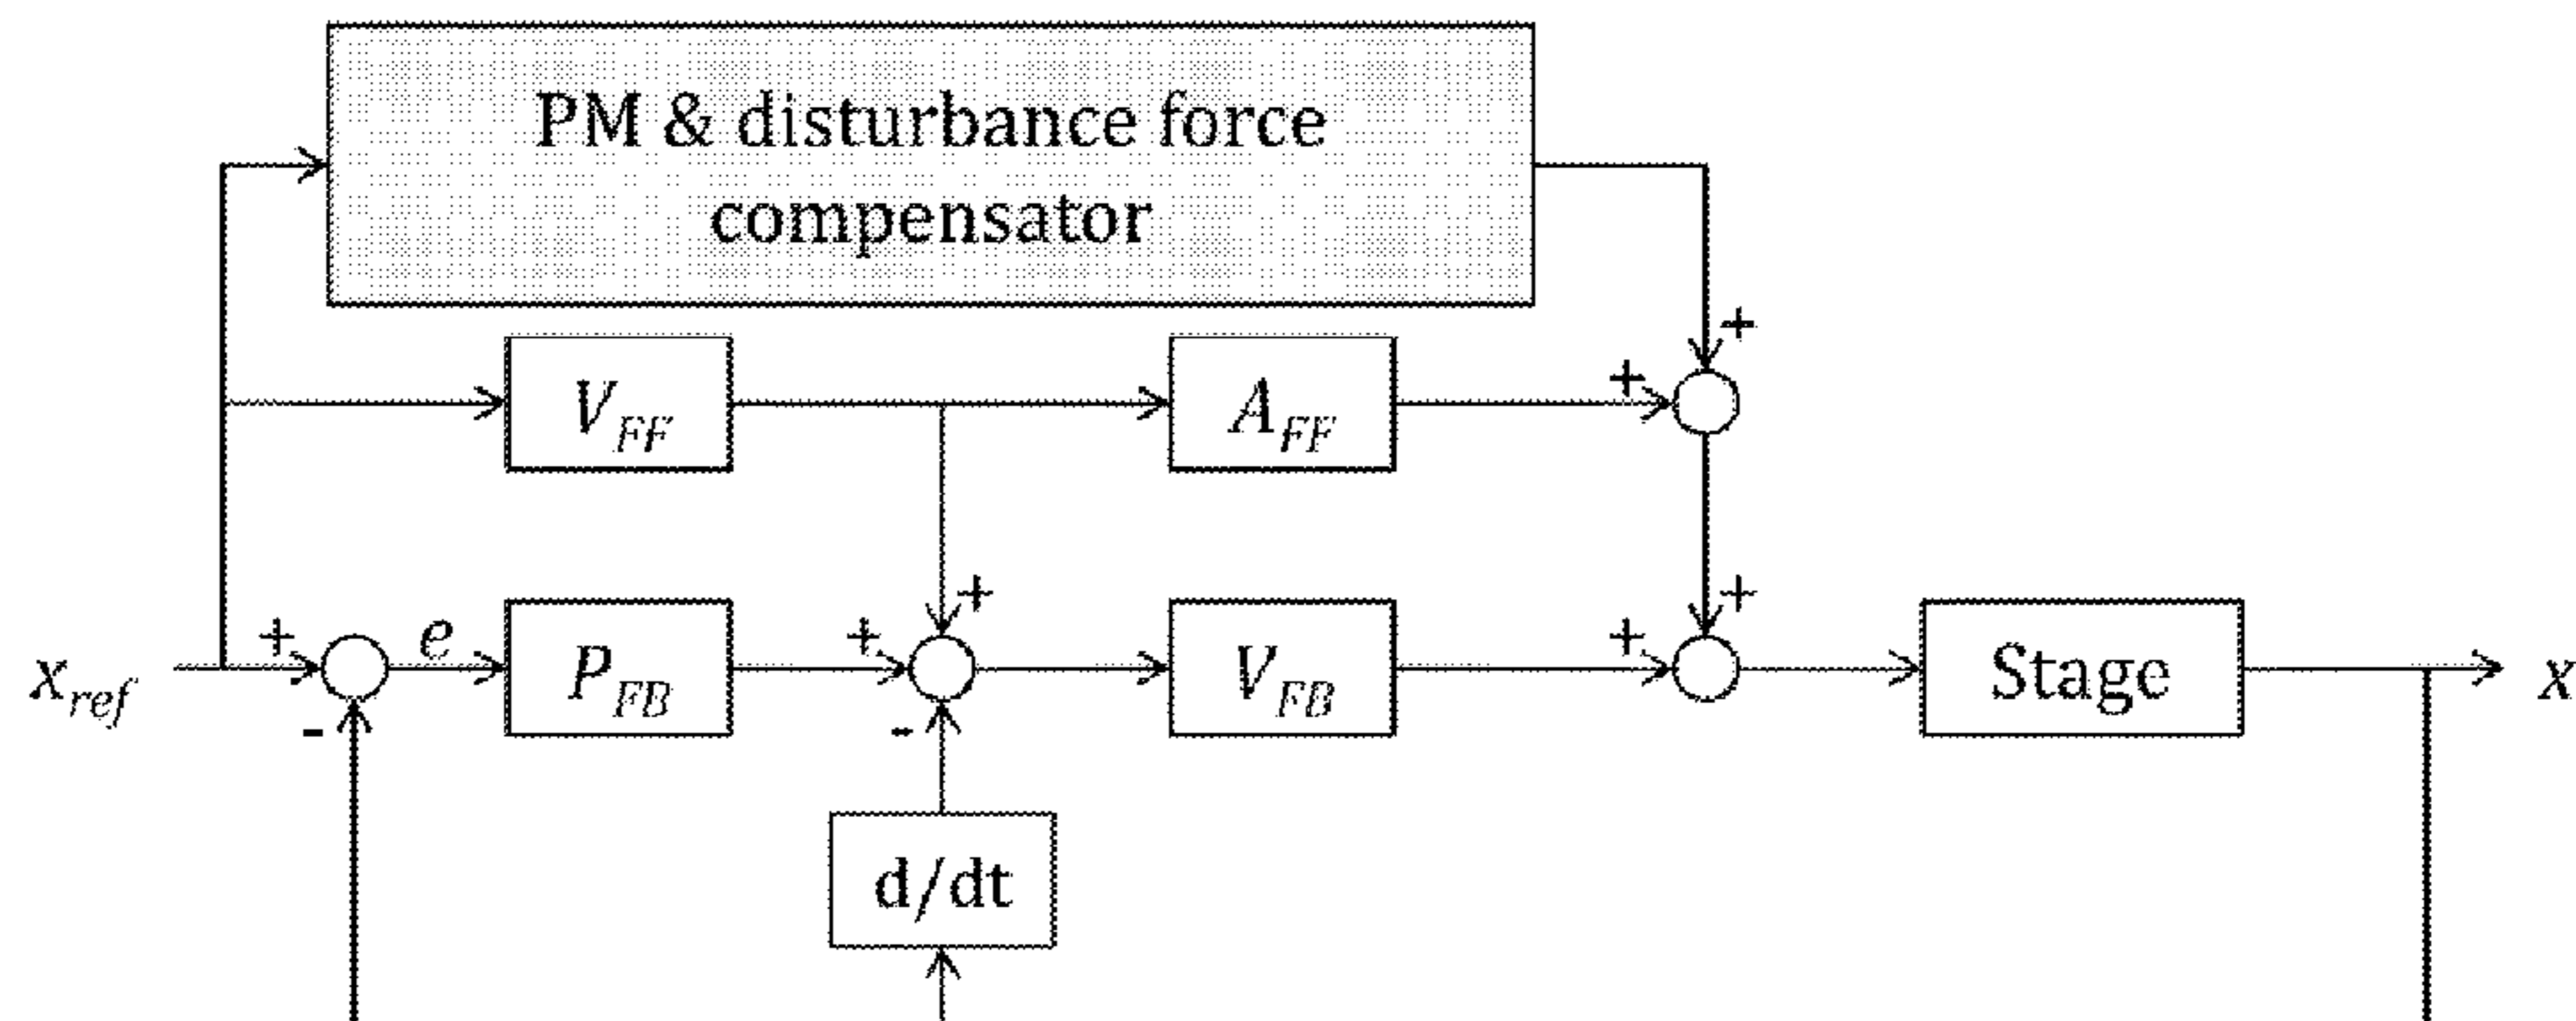 PM & disturbance force
compensator
+
V_FF
A_FF
+
+
+
x_ref
+
e
P_FB
+
V_FB
+
Stage
x
-
-
d/dt